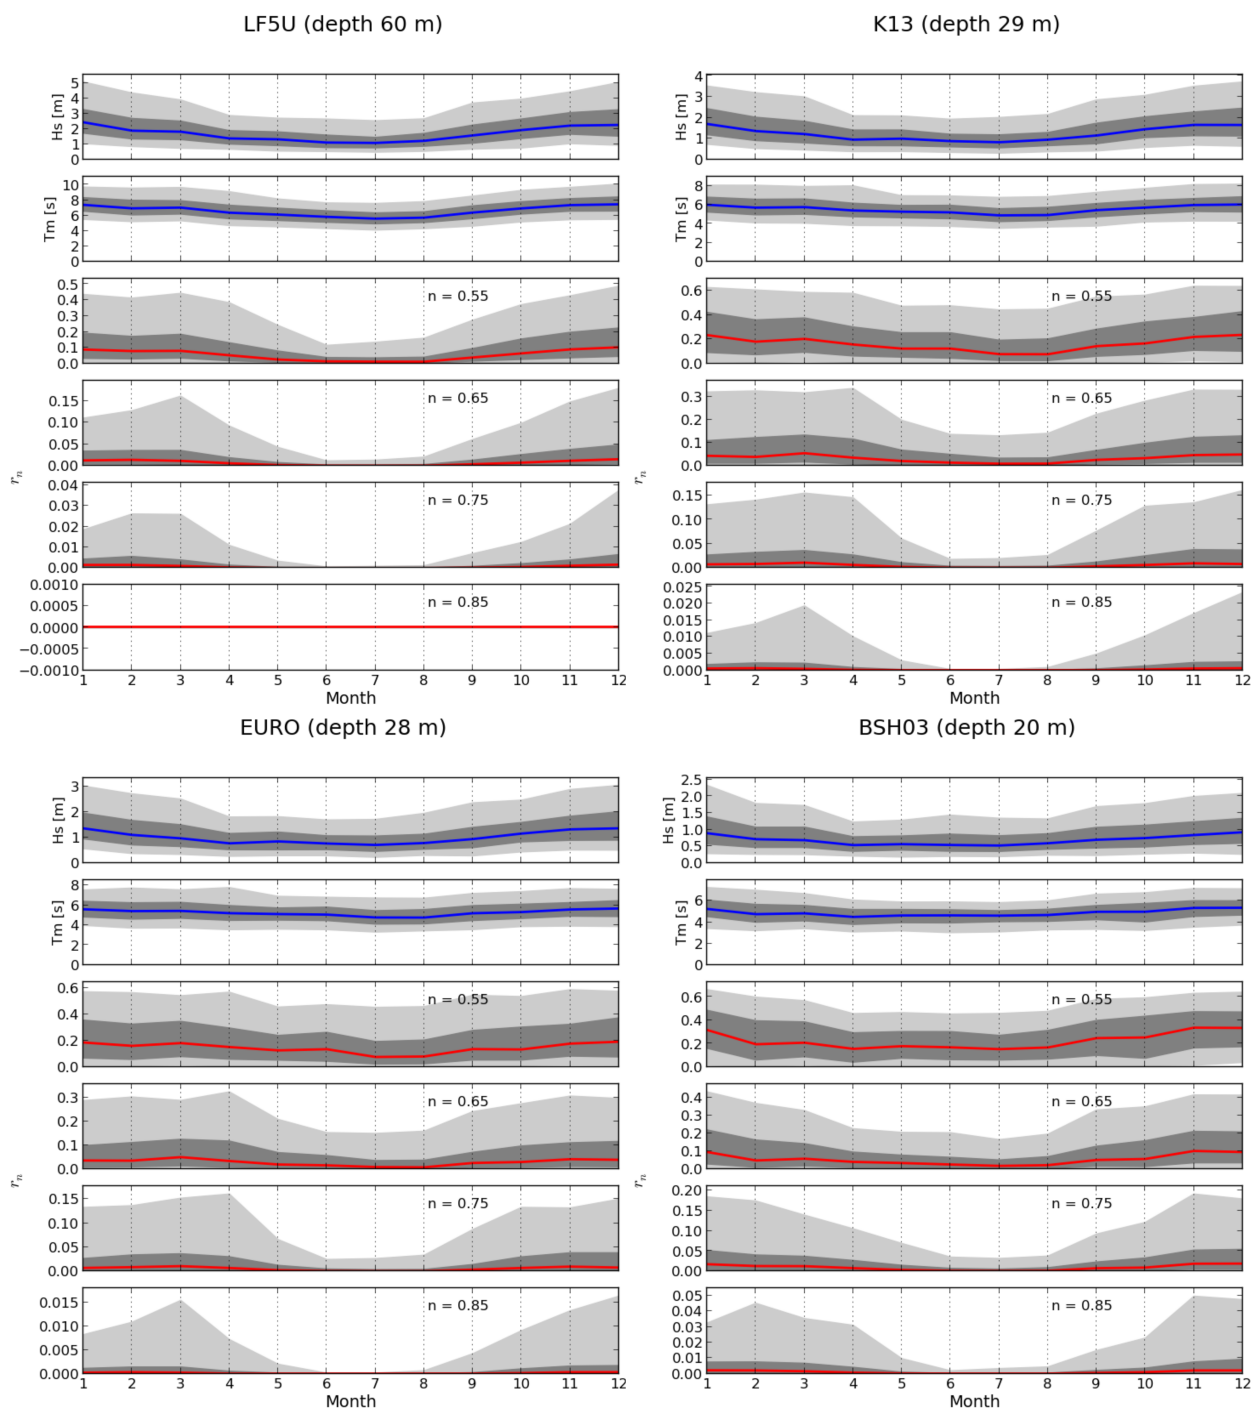 LF5U (depth 60 m)
Hs [m]
5
4
3
2
1
0
Tm [s]
10
8
6
4
2
0
n = 0.55
0.5
0.4
0.3
0.2
0.1
0.0
n = 0.65
0.15
0.10
0.05
0.00
r_n
n = 0.75
0.04
0.03
0.02
0.01
0.00
n = 0.85
0.0010
0.0005
0.0000
−0.0005
−0.0010
1 2 3 4 5 6 7 8 9 10 11 12
Month
K13 (depth 29 m)
Hs [m]
4
3
2
1
0
Tm [s]
8
6
4
2
0
n = 0.55
0.6
0.4
0.2
0.0
n = 0.65
0.3
0.2
0.1
0.0
r_n
n = 0.75
0.15
0.10
0.05
0.00
n = 0.85
0.025
0.020
0.015
0.010
0.005
0.000
1 2 3 4 5 6 7 8 9 10 11 12
Month
EURO (depth 28 m)
Hs [m]
3
2
1
0
Tm [s]
8
6
4
2
0
n = 0.55
0.6
0.4
0.2
0.0
n = 0.65
0.3
0.2
0.1
0.0
r_n
n = 0.75
0.15
0.10
0.05
0.00
n = 0.85
0.015
0.010
0.005
0.000
1 2 3 4 5 6 7 8 9 10 11 12
Month
BSH03 (depth 20 m)
Hs [m]
2.5
2.0
1.5
1.0
0.5
0.0
Tm [s]
6
4
2
0
n = 0.55
0.6
0.4
0.2
0.0
n = 0.65
0.4
0.3
0.2
0.1
0.0
r_n
n = 0.75
0.20
0.15
0.10
0.05
0.00
n = 0.85
0.05
0.04
0.03
0.02
0.01
0.00
1 2 3 4 5 6 7 8 9 10 11 12
Month